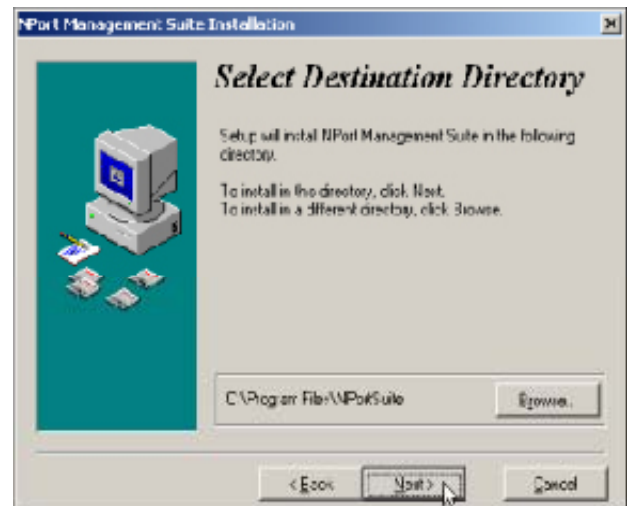 NPort Management Suite Installation
Select Destination Directory
Setup will install NPort Management Suite in the following
directory.
To install in this directory, click Next.
To install in a different directory, click Browse.
C:\Program Files\NPortSuite
Browse..
< Back
Next >
Cancel